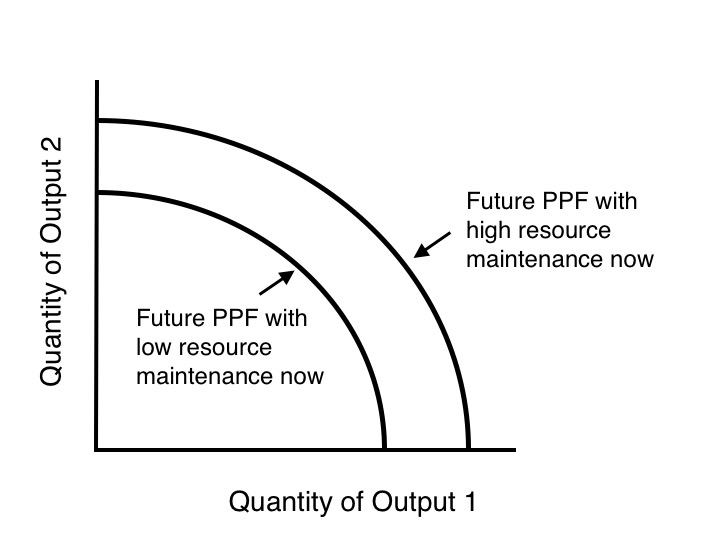 Quantity of Output 2
Future PPF with
high resource
maintenance now
Future PPF with
low resource
maintenance now
Quantity of Output 1